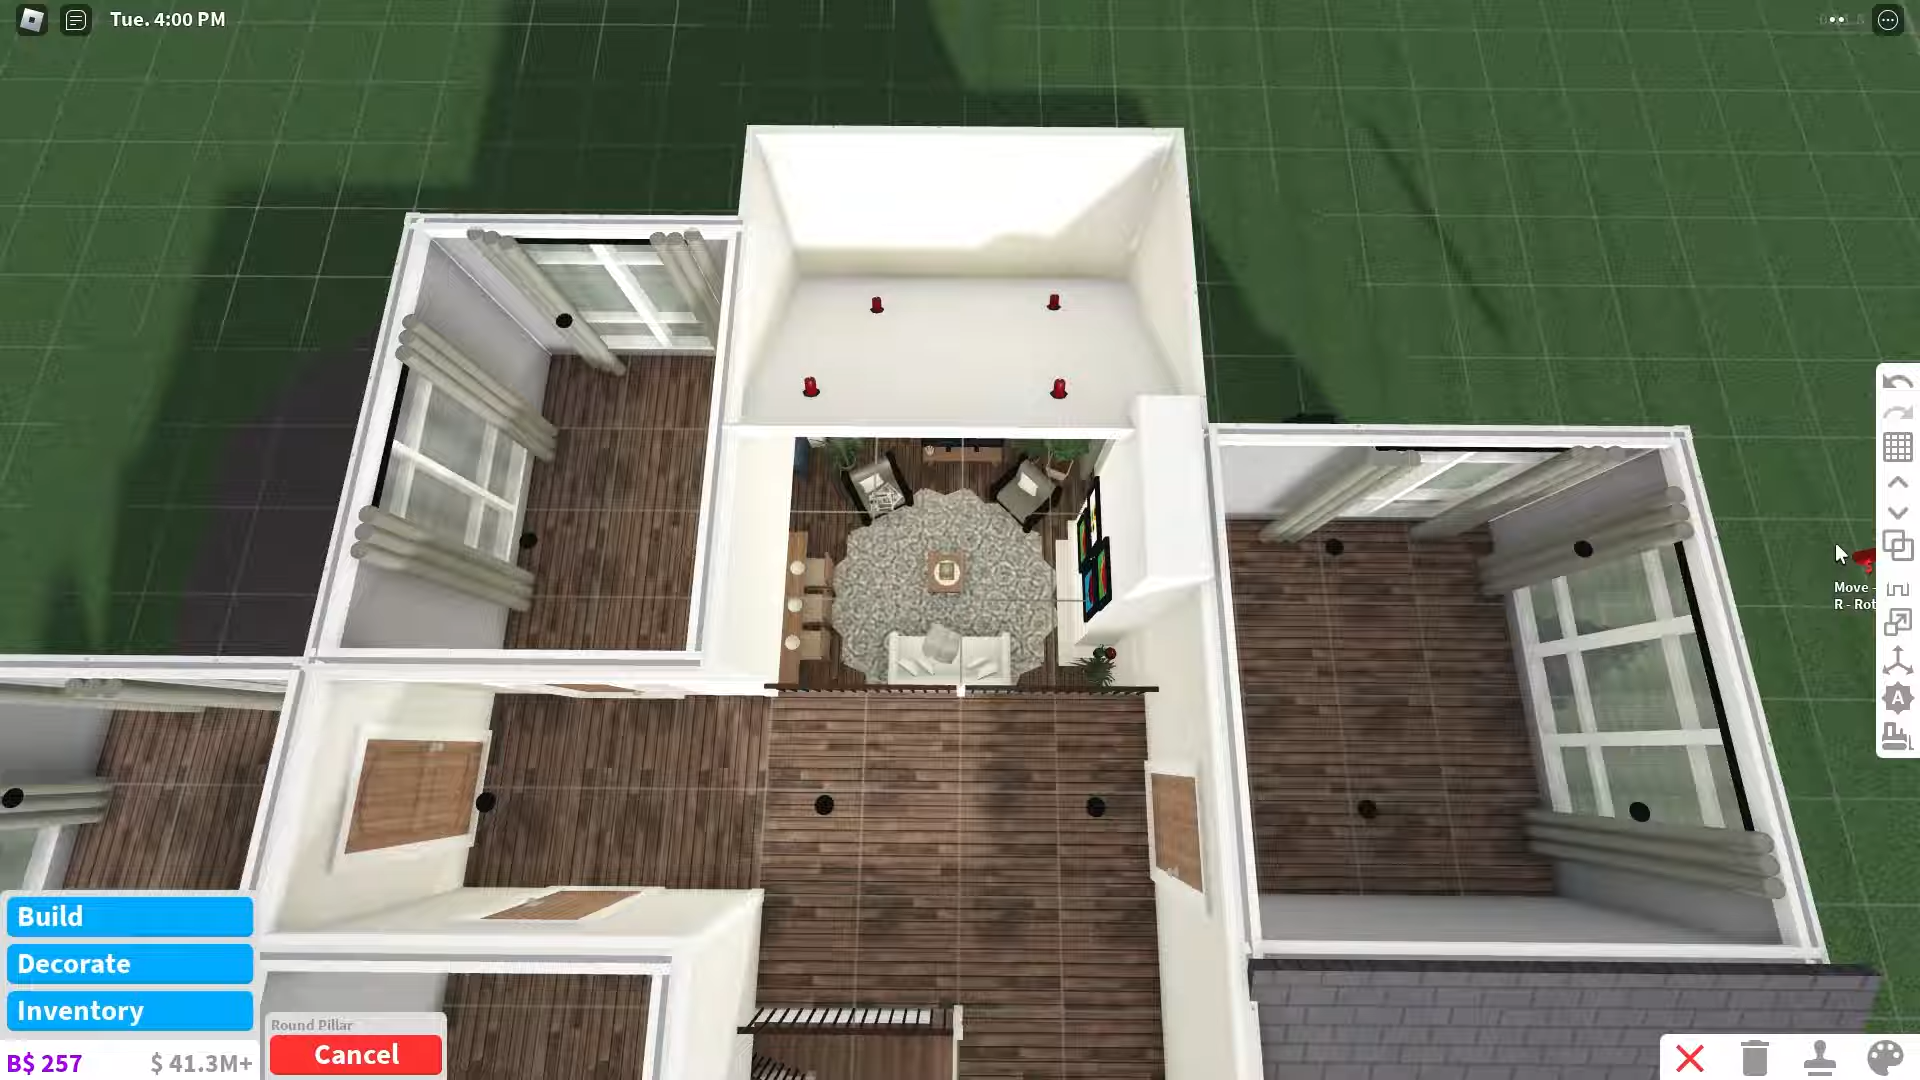 Tue. 4:00 PM
Move -
R - Rot
A
Build
Decorate
Inventory
B$ 257
$ 41.3M+
Round Pillar
Cancel